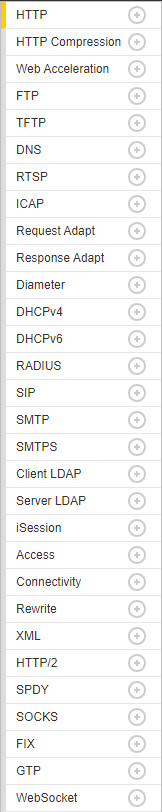 HTTP
HTTP Compression
Web Acceleration
FTP
TFTP
DNS
RTSP
ICAP
Request Adapt
Response Adapt
Diameter
DHCPv4
DHCPv6
RADIUS
SIP
SMTP
SMTPS
Client LDAP
Server LDAP
iSession
Access
Connectivity
Rewrite
XML
HTTP/2
SPDY
SOCKS
FIX
GTP
WebSocket